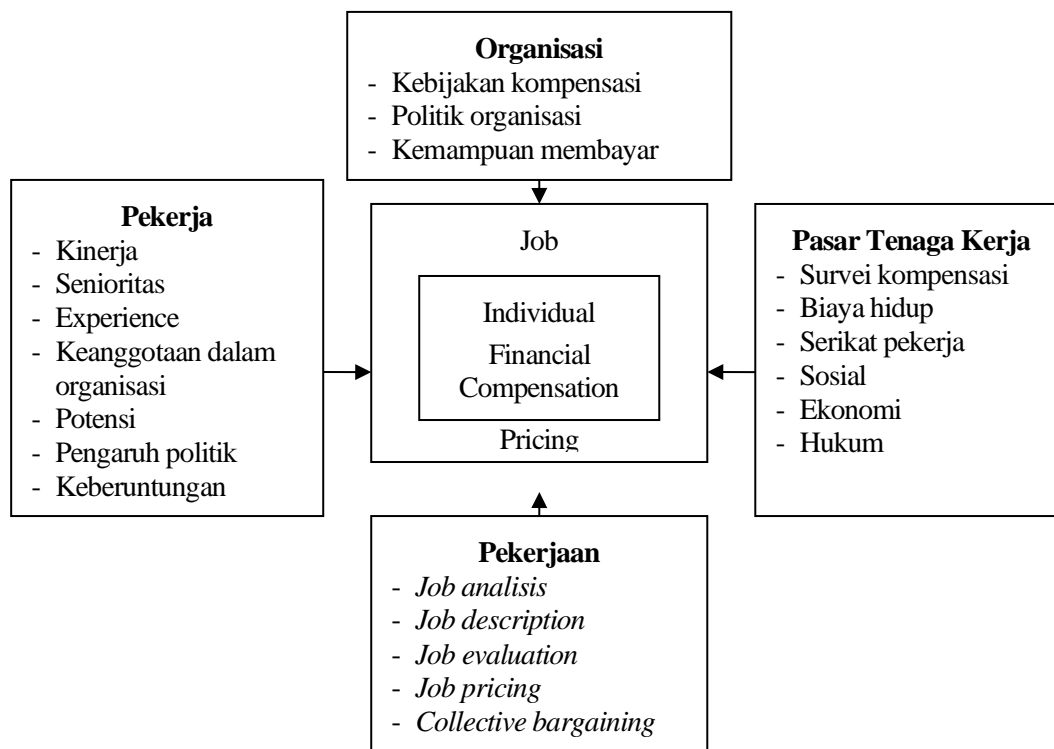 Organisasi
- Kebijakan kompensasi
- Politik organisasi
- Kemampuan membayar
Pekerja
- Kinerja
- Senioritas
- Experience
- Keanggotaan dalam
organisasi
- Potensi
- Pengaruh politik
- Keberuntungan
Job
Individual
Financial
Compensation
Pricing
Pasar Tenaga Kerja
- Survei kompensasi
- Biaya hidup
- Serikat pekerja
- Sosial
- Ekonomi
- Hukum
Pekerjaan
- Job analisis
- Job description
- Job evaluation
- Job pricing
- Collective bargaining